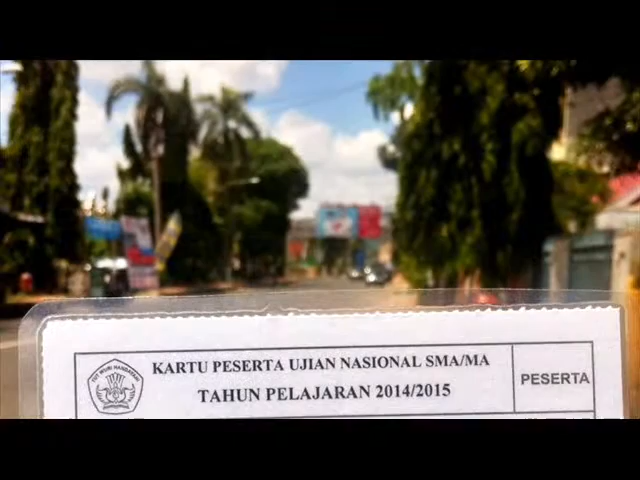 KARTU PESERTA UJIAN NASIONAL SMA/MA
TAHUN PELAJARAN 2014/2015
PESERTA
TUT WURI HANDAYANI